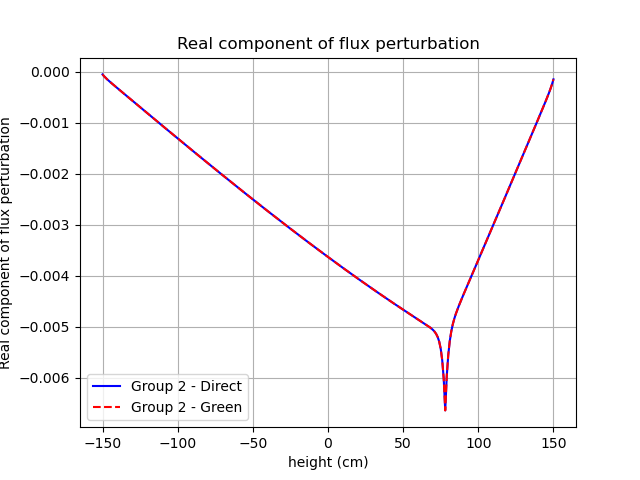 Real component of flux perturbation
Real component of flux perturbation
0.000
−0.001
−0.002
−0.003
−0.004
−0.005
−0.006
Group 2 - Direct
Group 2 - Green
−150
−100
−50
0
50
100
150
height (cm)